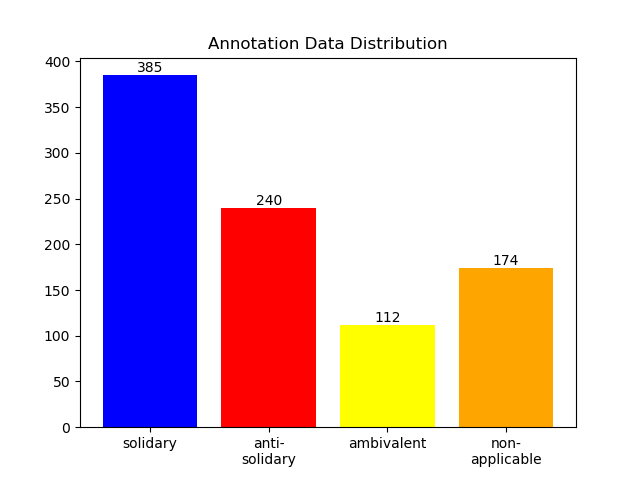 Annotation Data Distribution
400
350
300
250
200
150
100
50
0
385
240
112
174
solidary
anti-
solidary
ambivalent
non-
applicable